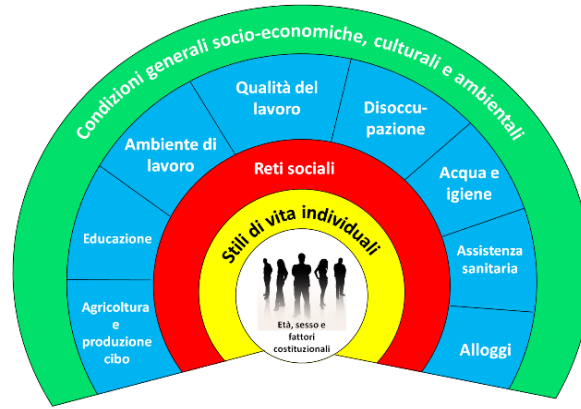 Condizioni generali socio-economiche, culturali e ambientali
Agricoltura
e
produzione
cibo
Educazione
Ambiente di
lavoro
Qualità del
lavoro
Disoccu-
pazione
Acqua e
igiene
Assistenza
sanitaria
Alloggi
Reti sociali
Stili di vita individuali
Età, sesso e
fattori
costituzionali